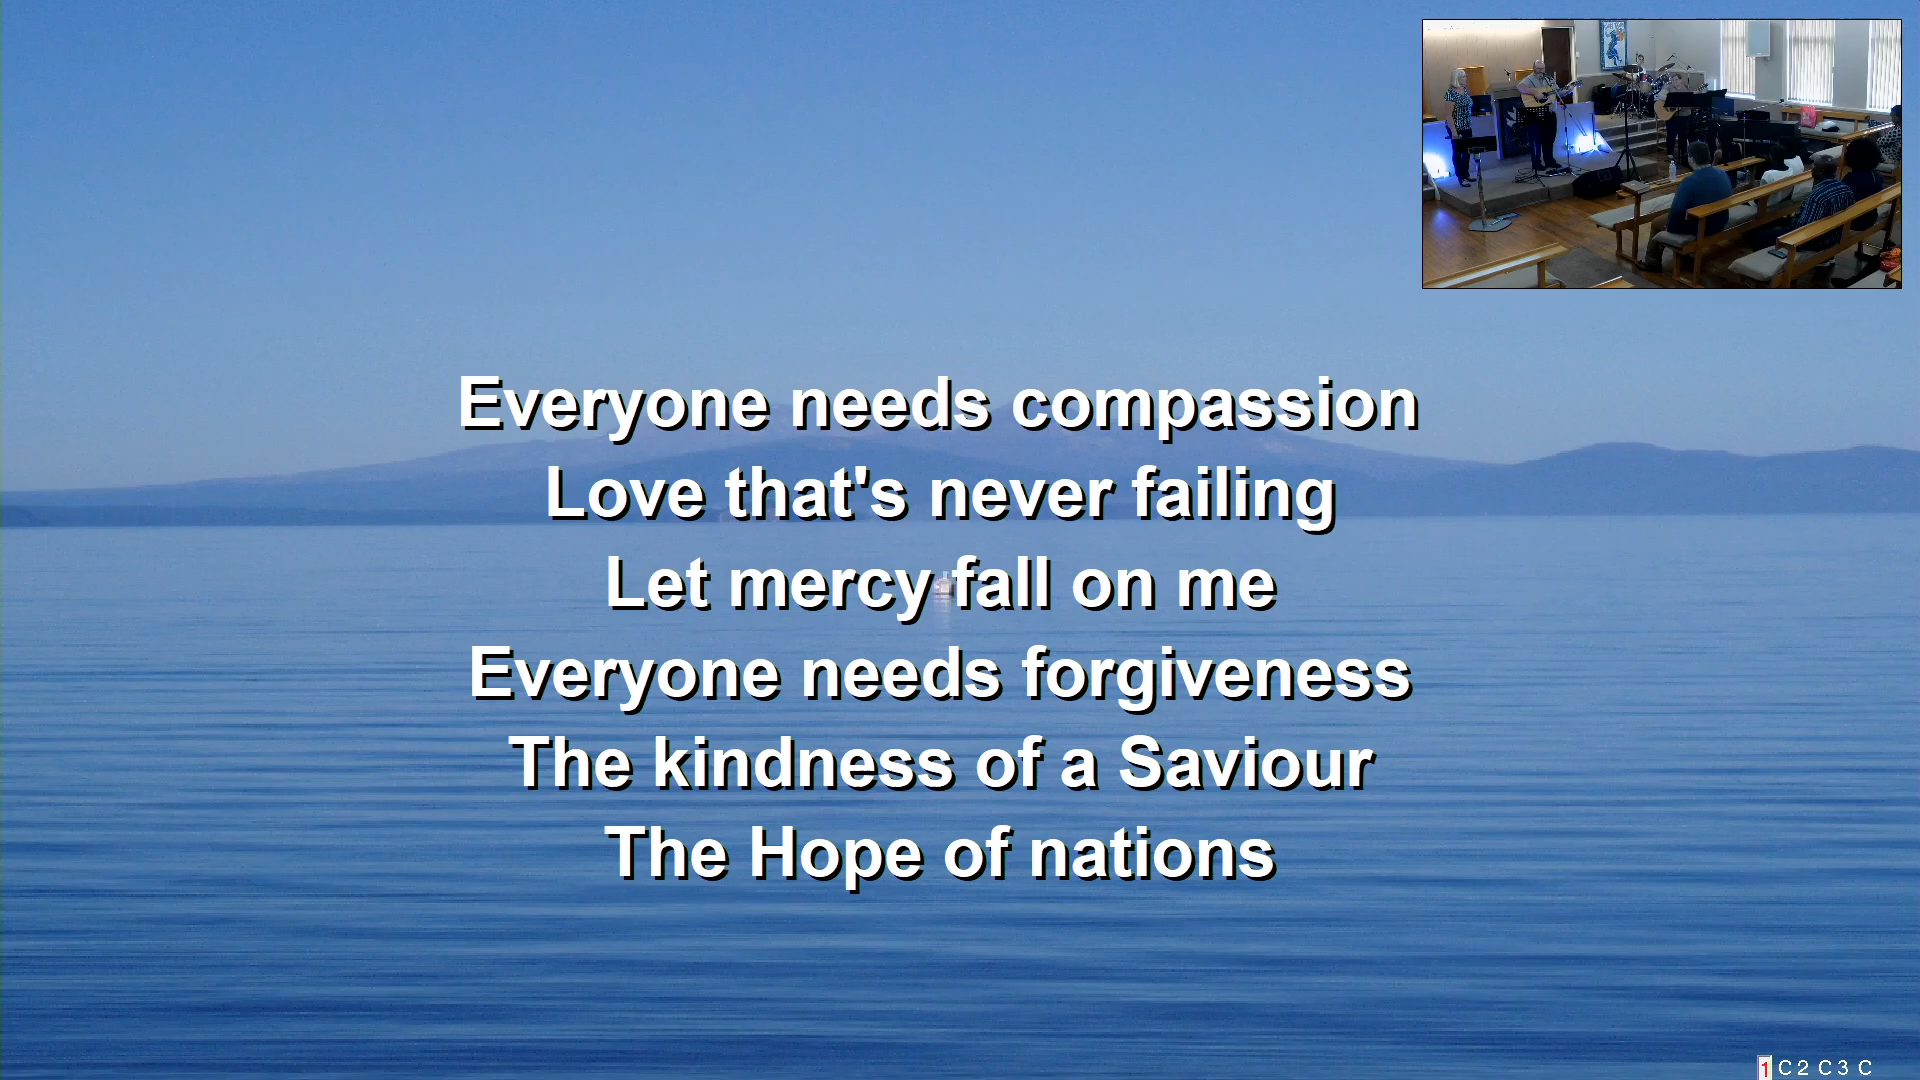 Everyone needs compassion
Love that's never failing
Let mercy fall on me
Everyone needs forgiveness
The kindness of a Saviour
The Hope of nations
1 C 2 C 3 C